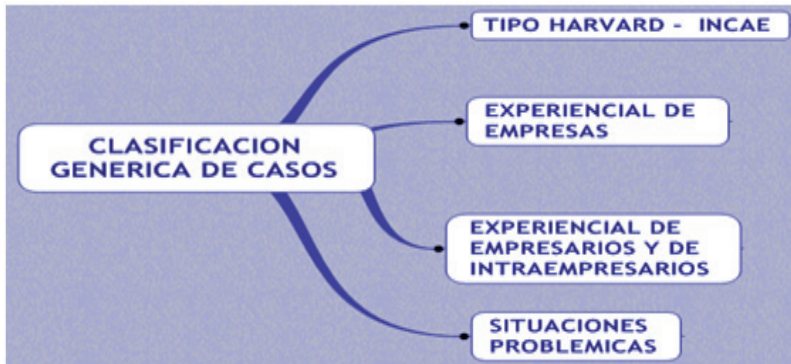 TIPO HARVARD - INCAE
EXPERIENCIAL DE
EMPRESAS
CLASIFICACION
GENERICA DE CASOS
EXPERIENCIAL DE
EMPRESARIOS Y DE
INTRAEMPRESARIOS
SITUACIONES
PROBLEMICAS